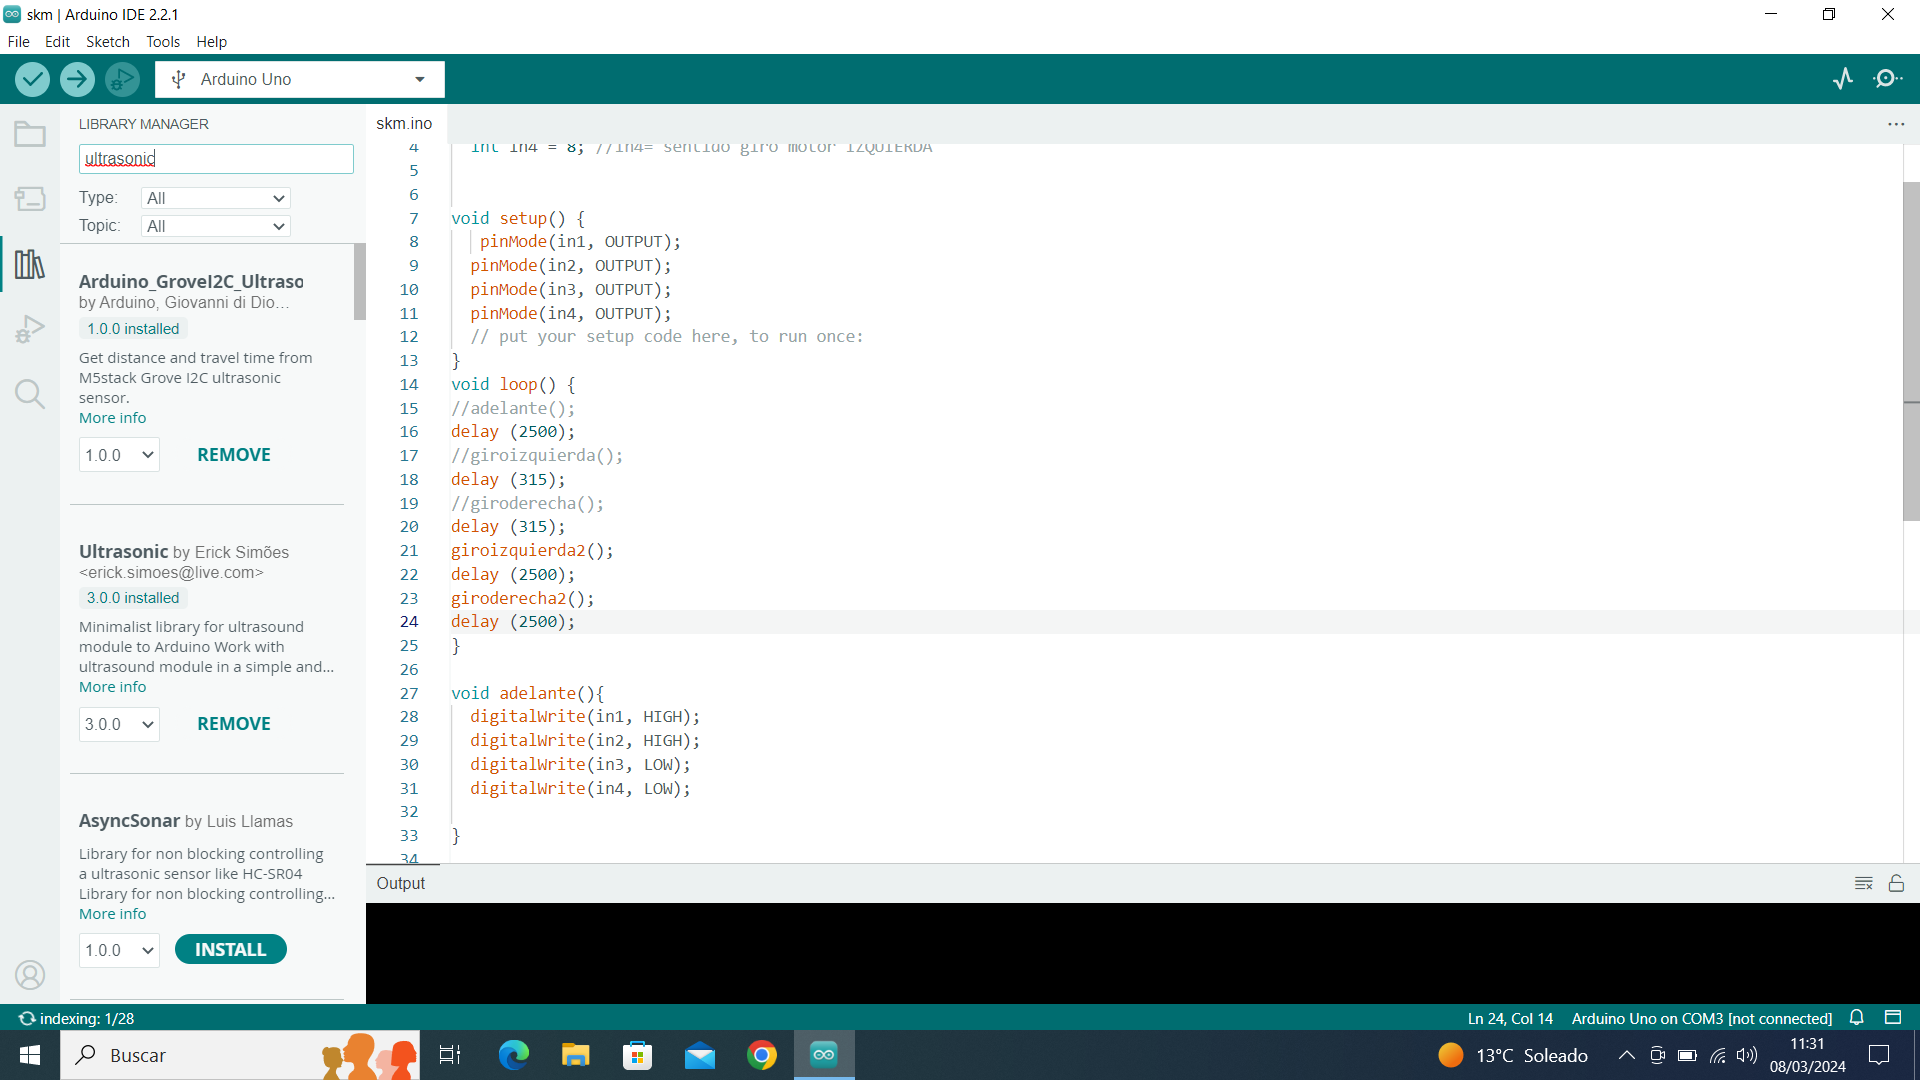 skm | Arduino IDE 2.2.1
File Edit Sketch Tools Help
Arduino Uno
LIBRARY MANAGER
ultrasonic
Type: All
Topic: All
Arduino_GroveI2C_Ultraso
by Arduino, Giovanni di Dio...
1.0.0 installed
Get distance and travel time from
M5stack Grove I2C ultrasonic
sensor.
More info
1.0.0 REMOVE
Ultrasonic by Erick Simões
<erick.simoes@live.com>
3.0.0 installed
Minimalist library for ultrasound
module to Arduino Work with
ultrasound module in a simple and...
More info
3.0.0 REMOVE
AsyncSonar by Luis Llamas
Library for non blocking controlling
a ultrasonic sensor like HC-SR04
Library for non blocking controlling...
More info
1.0.0 INSTALL
skm.ino
4 int in4 = 8; //in4= sentido giro motor IZQUIERDA
5
6
7 void setup() {
8 pinMode(in1, OUTPUT);
9 pinMode(in2, OUTPUT);
10 pinMode(in3, OUTPUT);
11 pinMode(in4, OUTPUT);
12 // put your setup code here, to run once:
13 }
14 void loop() {
15 //adelante();
16 delay (2500);
17 //giroizquierda();
18 delay (315);
19 //giroderecha();
20 delay (315);
21 giroizquierda2();
22 delay (2500);
23 giroderecha2();
24 delay (2500);
25 }
26
27 void adelante(){
28 digitalWrite(in1, HIGH);
29 digitalWrite(in2, HIGH);
30 digitalWrite(in3, LOW);
31 digitalWrite(in4, LOW);
32
33 }
34
Output
indexing: 1/28
Ln 24, Col 14 Arduino Uno on COM3 [not connected]
Buscar
13°C Soleado
11:31
08/03/2024